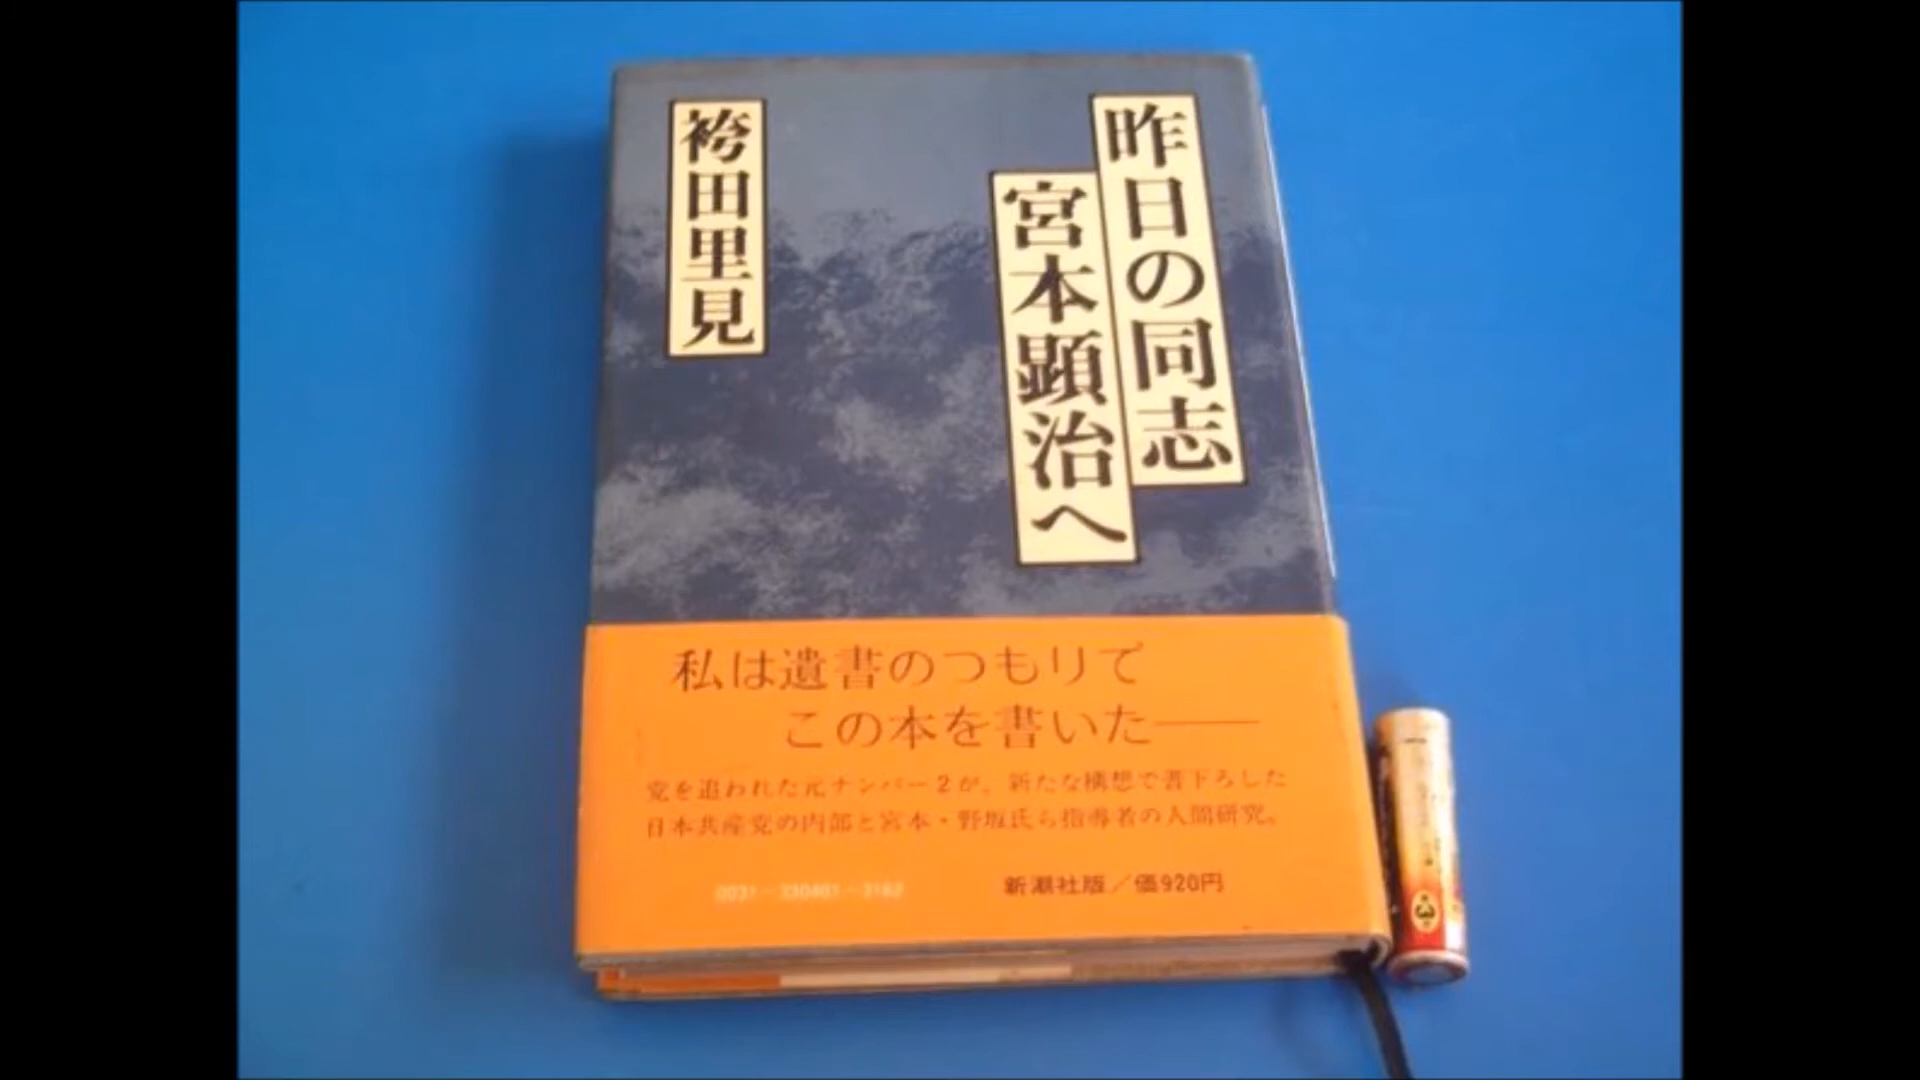 昨日の同志
宮本顕治へ
袴田里見
私は遺書のつもりで
この本を書いた――
党を追われた元ナンバー2が、新たな構想で書下ろした
日本共産党の内部と宮本・野坂氏ら指導者の人間研究。
新潮社版／価920円